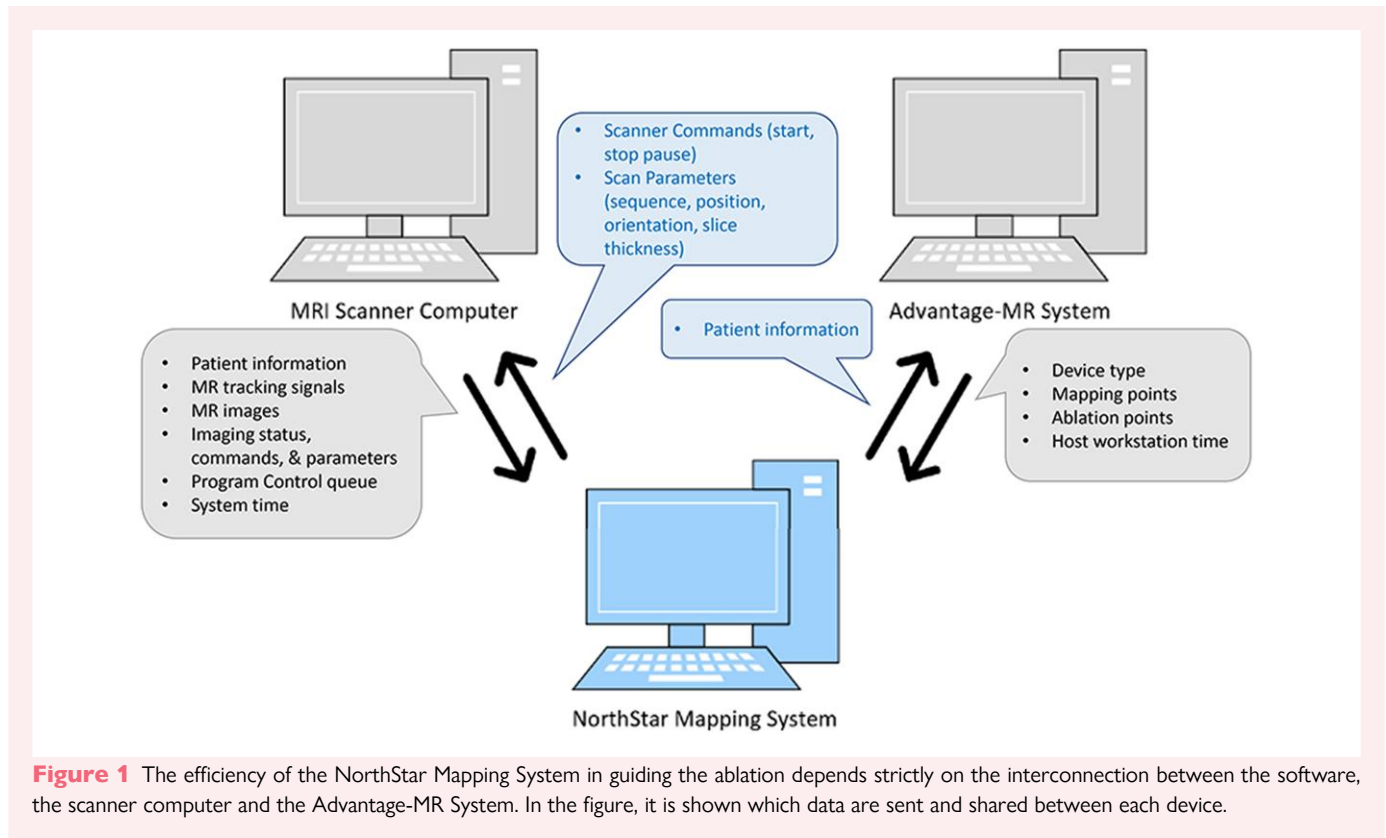 • Scanner Commands (start,
stop pause)
• Scan Parameters
(sequence, position,
orientation, slice
thickness)
MRI Scanner Computer
Advantage-MR System
• Patient information
• Patient information
• MR tracking signals
• MR images
• Imaging status,
commands, & parameters
• Program Control queue
• System time
• Device type
• Mapping points
• Ablation points
• Host workstation time
NorthStar Mapping System
Figure 1 The efficiency of the NorthStar Mapping System in guiding the ablation depends strictly on the interconnection between the software,
the scanner computer and the Advantage-MR System. In the figure, it is shown which data are sent and shared between each device.